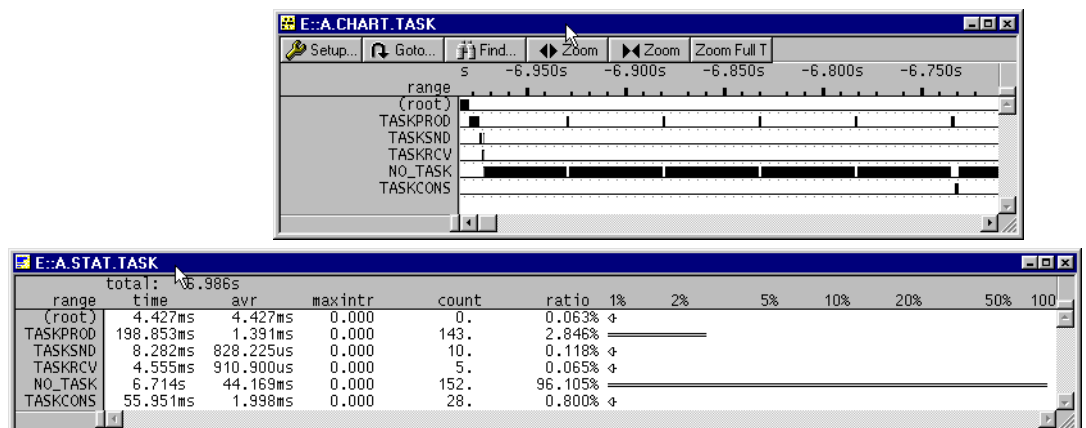 E::A.CHART.TASK
Setup... Goto... Find... Zoom Zoom Zoom Full T
s -6.950s -6.900s -6.850s -6.800s -6.750s
range
(root)
TASKPROD
TASKSND
TASKRCV
NO_TASK
TASKCONS
E::A.STAT.TASK
total: 6.986s
range time avr maxintr count ratio 1% 2% 5% 10% 20% 50% 100
(root) 4.427ms 4.427ms 0.000 0. 0.063%
TASKPROD 198.853ms 1.391ms 0.000 143. 2.846%
TASKSND 8.282ms 828.225us 0.000 10. 0.118%
TASKRCV 4.555ms 910.900us 0.000 5. 0.065%
NO_TASK 6.714s 44.169ms 0.000 152. 96.105%
TASKCONS 55.951ms 1.998ms 0.000 28. 0.800%